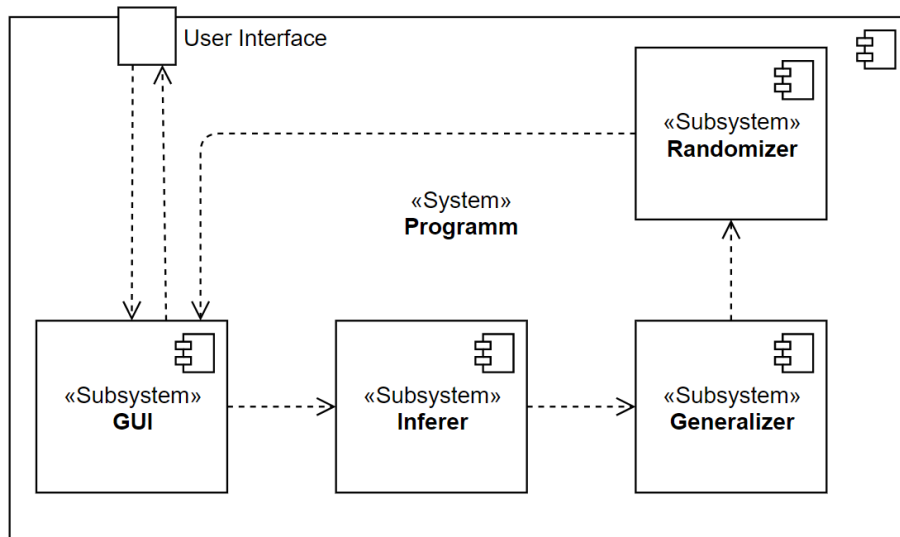 User Interface
«Subsystem»
Randomizer
«System»
Programm
«Subsystem»
GUI
«Subsystem»
Inferer
«Subsystem»
Generalizer